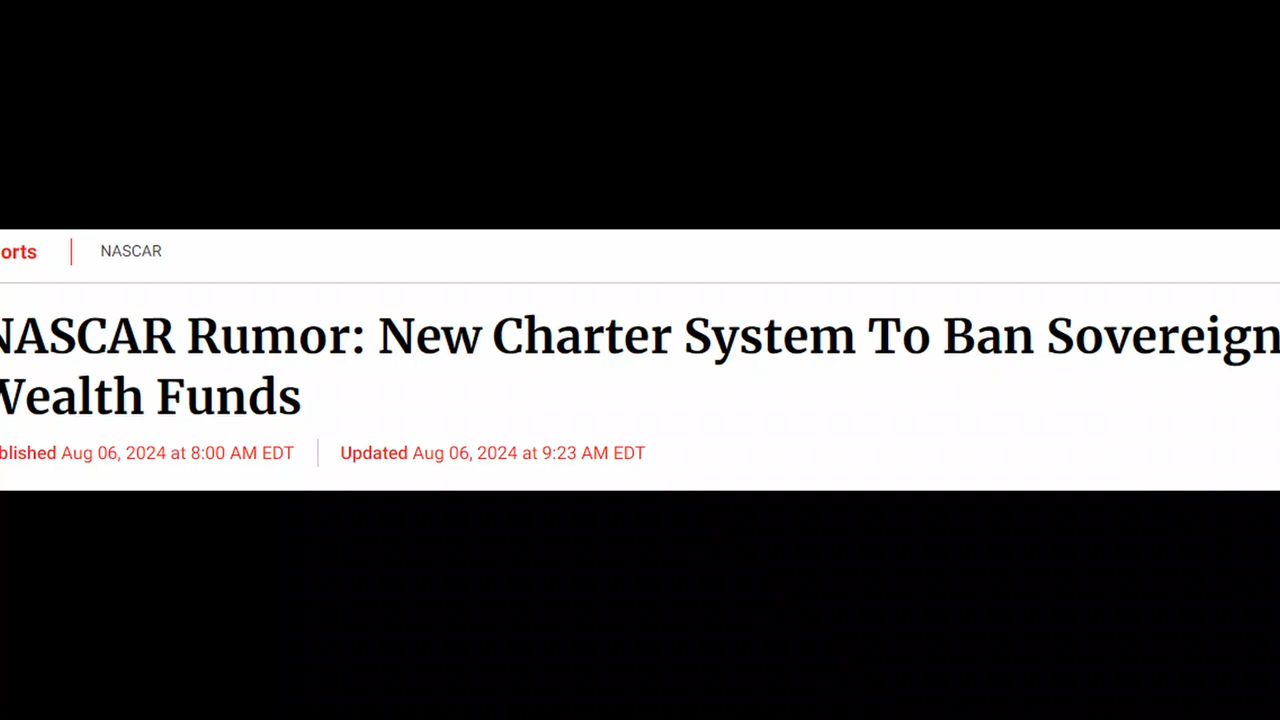 orts | NASCAR
NASCAR Rumor: New Charter System To Ban Sovereign
Wealth Funds
blished Aug 06, 2024 at 8:00 AM EDT | Updated Aug 06, 2024 at 9:23 AM EDT